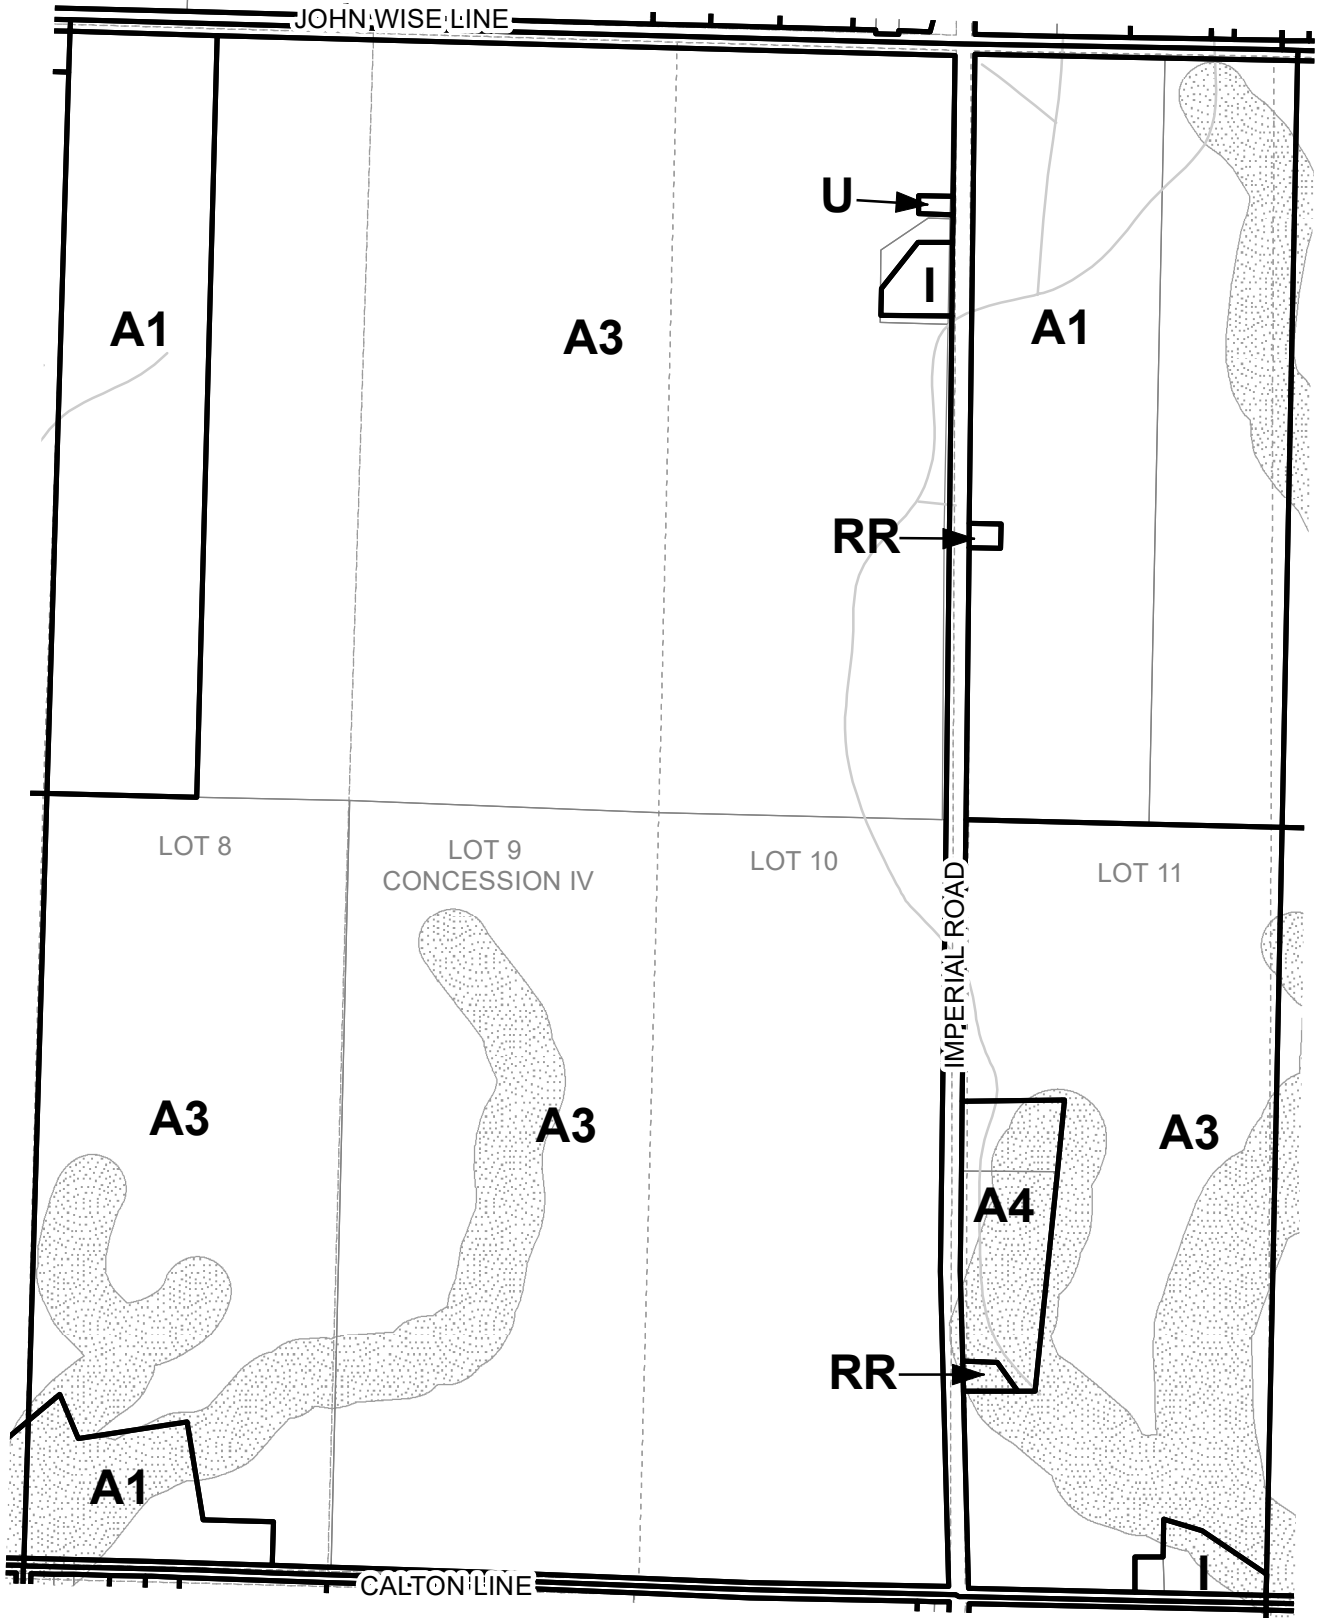 JOHN WISE LINE
U
I
A1
A3
A1
RR
LOT 8
LOT 9
CONCESSION IV
LOT 10
LOT 11
IMPERIAL ROAD
A3
A3
A3
A4
RR
A1
I
CALTON LINE